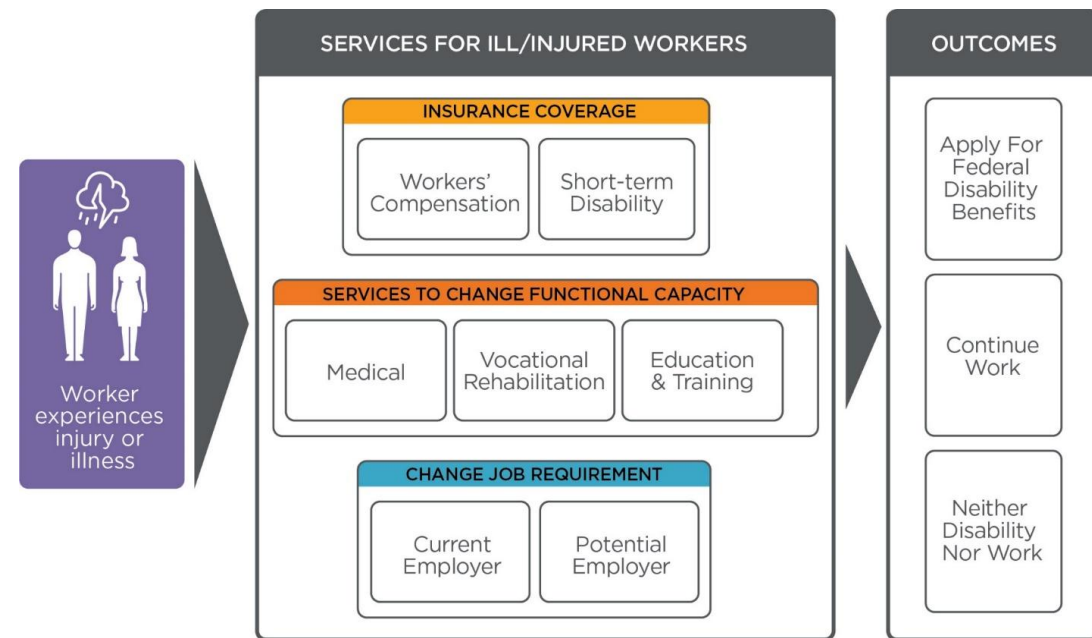 SERVICES FOR ILL/INJURED WORKERS
OUTCOMES
INSURANCE COVERAGE
Workers'
Compensation
Short-term
Disability
SERVICES TO CHANGE FUNCTIONAL CAPACITY
Medical
Vocational
Rehabilitation
Education
& Training
CHANGE JOB REQUIREMENT
Current
Employer
Potential
Employer
Worker
experiences
injury or
illness
Apply For
Federal
Disability
Benefits
Continue
Work
Neither
Disability
Nor Work